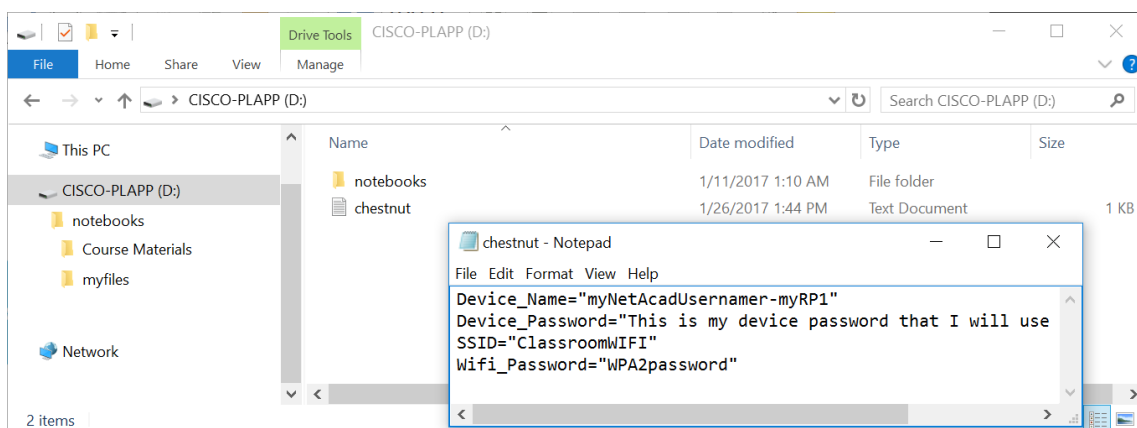 Drive Tools CISCO-PLAPP (D:)
File Home Share View Manage
CISCO-PLAPP (D:) Search CISCO-PLAPP (D:)
Name Date modified Type Size
This PC
CISCO-PLAPP (D:)
notebooks
Course Materials
myfiles
Network
notebooks 1/11/2017 1:10 AM File folder
chestnut 1/26/2017 1:44 PM Text Document 1 KB
chestnut - Notepad
File Edit Format View Help
Device_Name="myNetAcadUsernamer-myRP1"
Device_Password="This is my device password that I will use
SSID="ClassroomWIFI"
Wifi_Password="WPA2password"
2 items